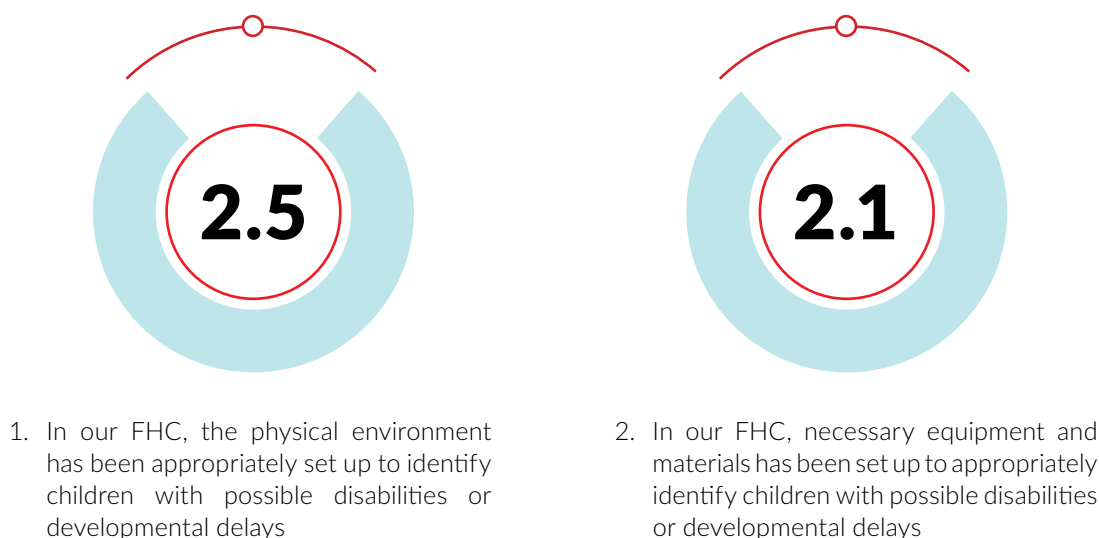 2.5
2.1
1. In our FHC, the physical environment
has been appropriately set up to identify
children with possible disabilities or
developmental delays
2. In our FHC, necessary equipment and
materials has been set up to appropriately
identify children with possible disabilities
or developmental delays